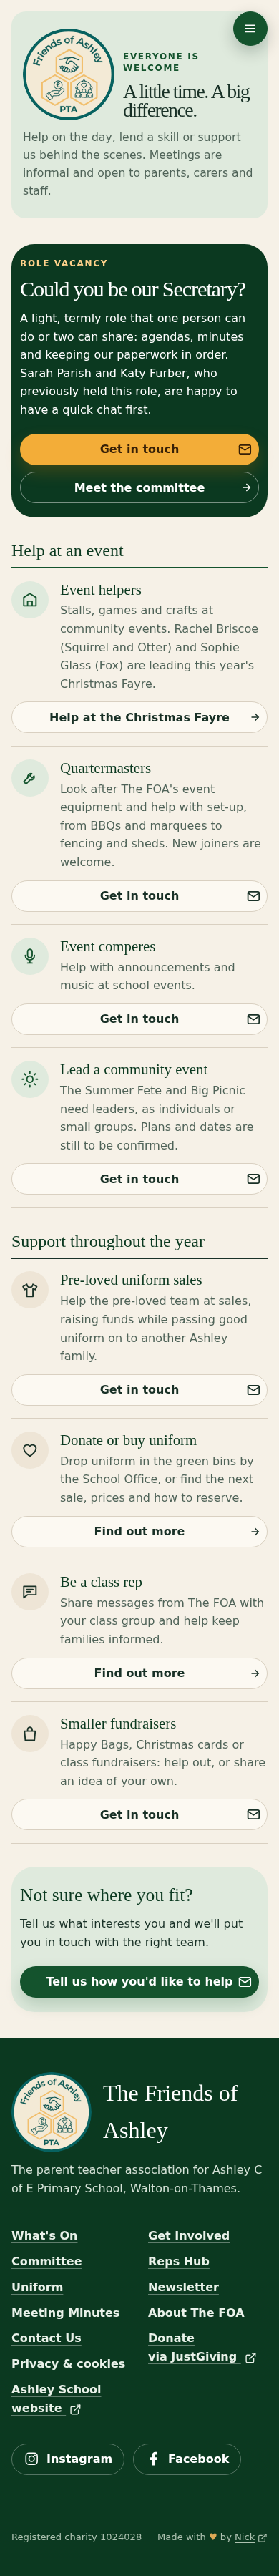 Friends of Ashley
PTA
EVERYONE IS
WELCOME
A little time. A big
difference.
Help on the day, lend a skill or support
us behind the scenes. Meetings are
informal and open to parents, carers and
staff.
ROLE VACANCY
Could you be our Secretary?
A light, termly role that one person can
do or two can share: agendas, minutes
and keeping our paperwork in order.
Sarah Parish and Katy Furber, who
previously held this role, are happy to
have a quick chat first.
Get in touch
Meet the committee
Help at an event
Event helpers
Stalls, games and crafts at
community events. Rachel Briscoe
(Squirrel and Otter) and Sophie
Glass (Fox) are leading this year's
Christmas Fayre.
Help at the Christmas Fayre
Quartermasters
Look after The FOA's event
equipment and help with set-up,
from BBQs and marquees to
fencing and sheds. New joiners are
welcome.
Get in touch
Event comperes
Help with announcements and
music at school events.
Get in touch
Lead a community event
The Summer Fete and Big Picnic
need leaders, as individuals or
small groups. Plans and dates are
still to be confirmed.
Get in touch
Support throughout the year
Pre-loved uniform sales
Help the pre-loved team at sales,
raising funds while passing good
uniform on to another Ashley
family.
Get in touch
Donate or buy uniform
Drop uniform in the green bins by
the School Office, or find the next
sale, prices and how to reserve.
Find out more
Be a class rep
Share messages from The FOA with
your class group and help keep
families informed.
Find out more
Smaller fundraisers
Happy Bags, Christmas cards or
class fundraisers: help out, or share
an idea of your own.
Get in touch
Not sure where you fit?
Tell us what interests you and we'll put
you in touch with the right team.
Tell us how you'd like to help
Friends of Ashley
PTA
The Friends of
Ashley
The parent teacher association for Ashley C
of E Primary School, Walton-on-Thames.
What's On
Committee
Uniform
Meeting Minutes
Contact Us
Privacy & cookies
Ashley School
website
Get Involved
Reps Hub
Newsletter
About The FOA
Donate
via JustGiving
Instagram
Facebook
Registered charity 1024028
Made with ♥ by Nick